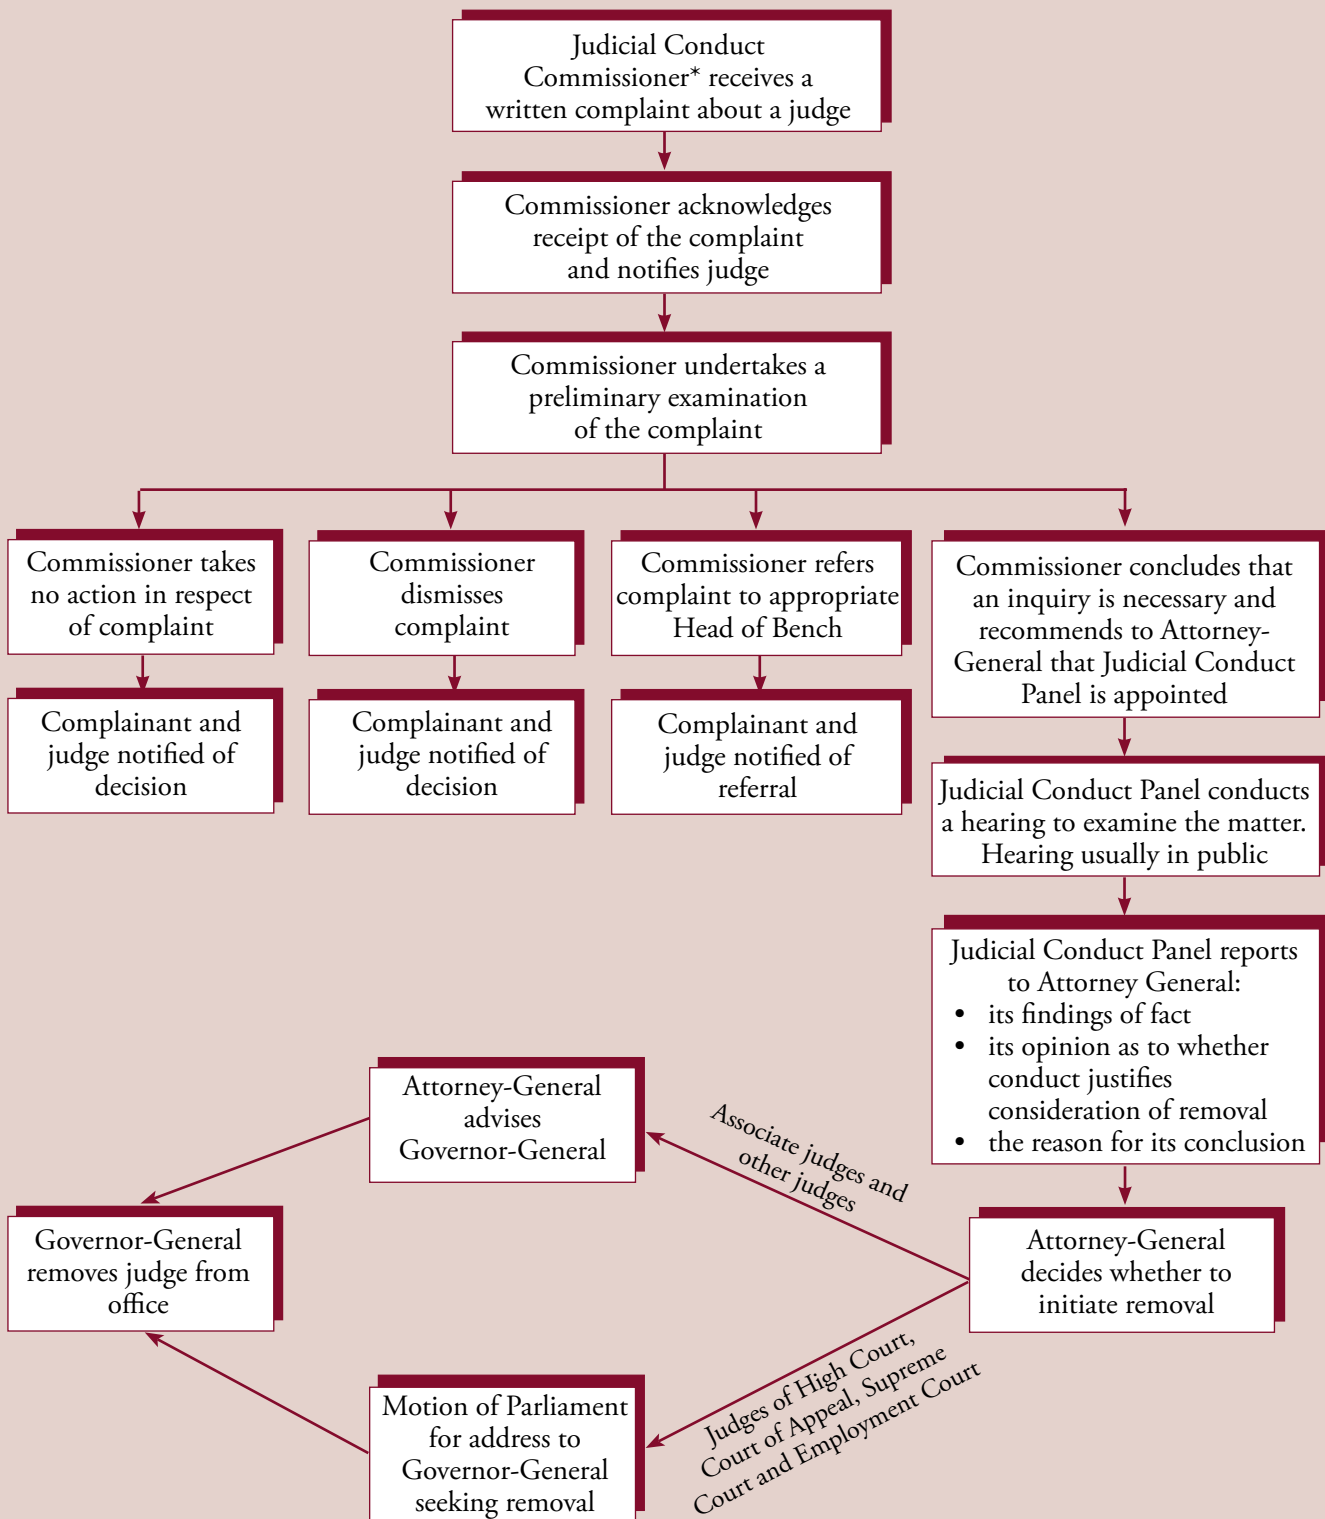 Judicial Conduct
Commissioner* receives a
written complaint about a judge
Commissioner acknowledges
receipt of the complaint
and notifies judge
Commissioner undertakes a
preliminary examination
of the complaint
Commissioner takes
no action in respect
of complaint
Commissioner
dismisses
complaint
Commissioner refers
complaint to appropriate
Head of Bench
Commissioner concludes that
an inquiry is necessary and
recommends to Attorney-
General that Judicial Conduct
Panel is appointed
Complainant and
judge notified of
decision
Complainant and
judge notified of
decision
Complainant and
judge notified of
referral
Judicial Conduct Panel conducts
a hearing to examine the matter.
Hearing usually in public
Judicial Conduct Panel reports
to Attorney General:
• its findings of fact
• its opinion as to whether
conduct justifies
consideration of removal
• the reason for its conclusion
Attorney-General
decides whether to
initiate removal
Associate judges and
other judges
Attorney-General
advises
Governor-General
Judges of High Court,
Court of Appeal, Supreme
Court and Employment Court
Motion of Parliament
for address to
Governor-General
seeking removal
Governor-General
removes judge from
office